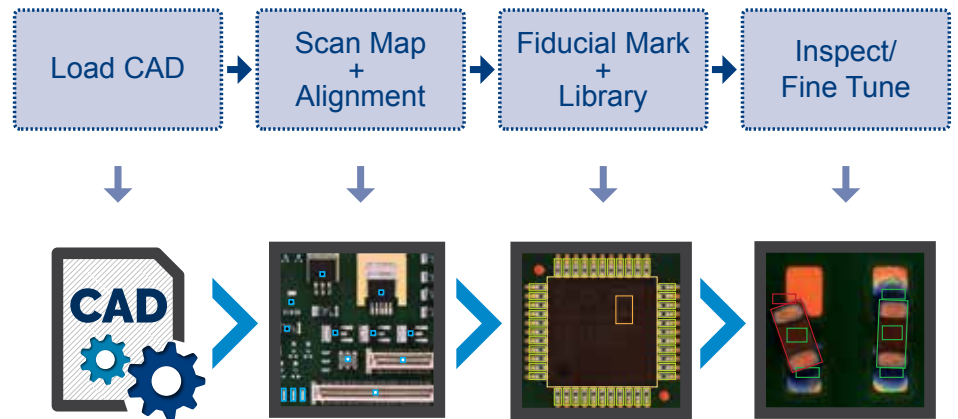 Load CAD
Scan Map
+
Alignment
Fiducial Mark
+
Library
Inspect/
Fine Tune
CAD